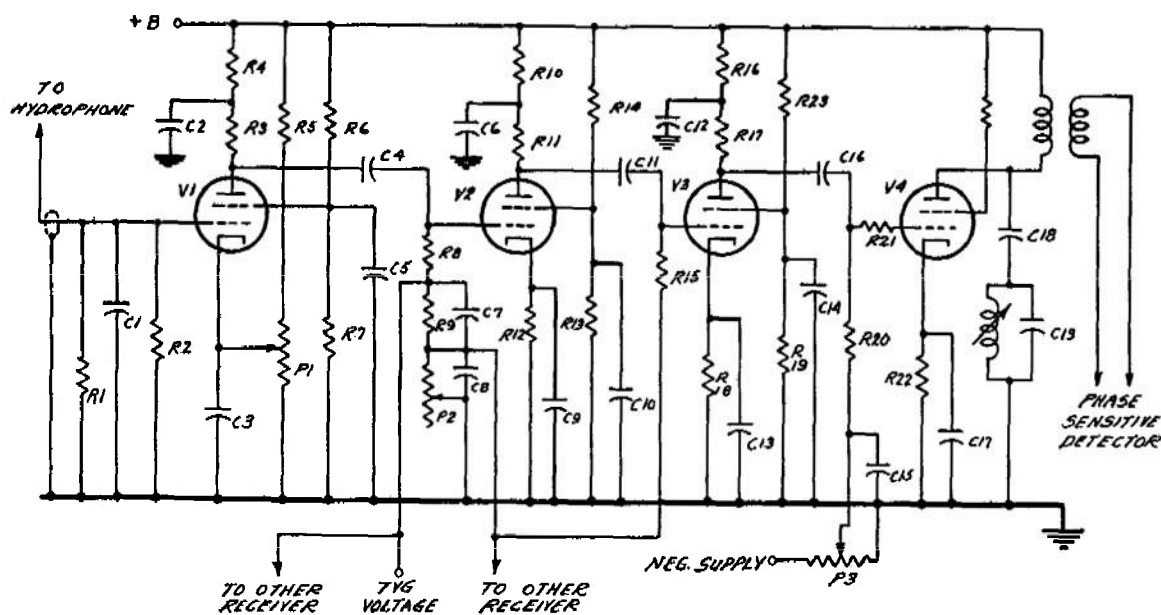 +B
TO
HYDROPHONE
R4
C2
R3
R5
R6
C4
V1
C5
R1
C1
R2
C3
P1
R7
R10
C6
R11
R14
C11
V2
R8
R9
C7
C8
P2
R12
C9
R13
C10
R15
R16
C12
R17
R23
C16
V3
C14
R
18
C13
R
19
R20
C15
R21
V4
R22
C17
C18
C19
PHASE
SENSITIVE
DETECTOR
TO OTHER
RECEIVER
TVG
VOLTAGE
TO OTHER
RECEIVER
NEG. SUPPLY
P3